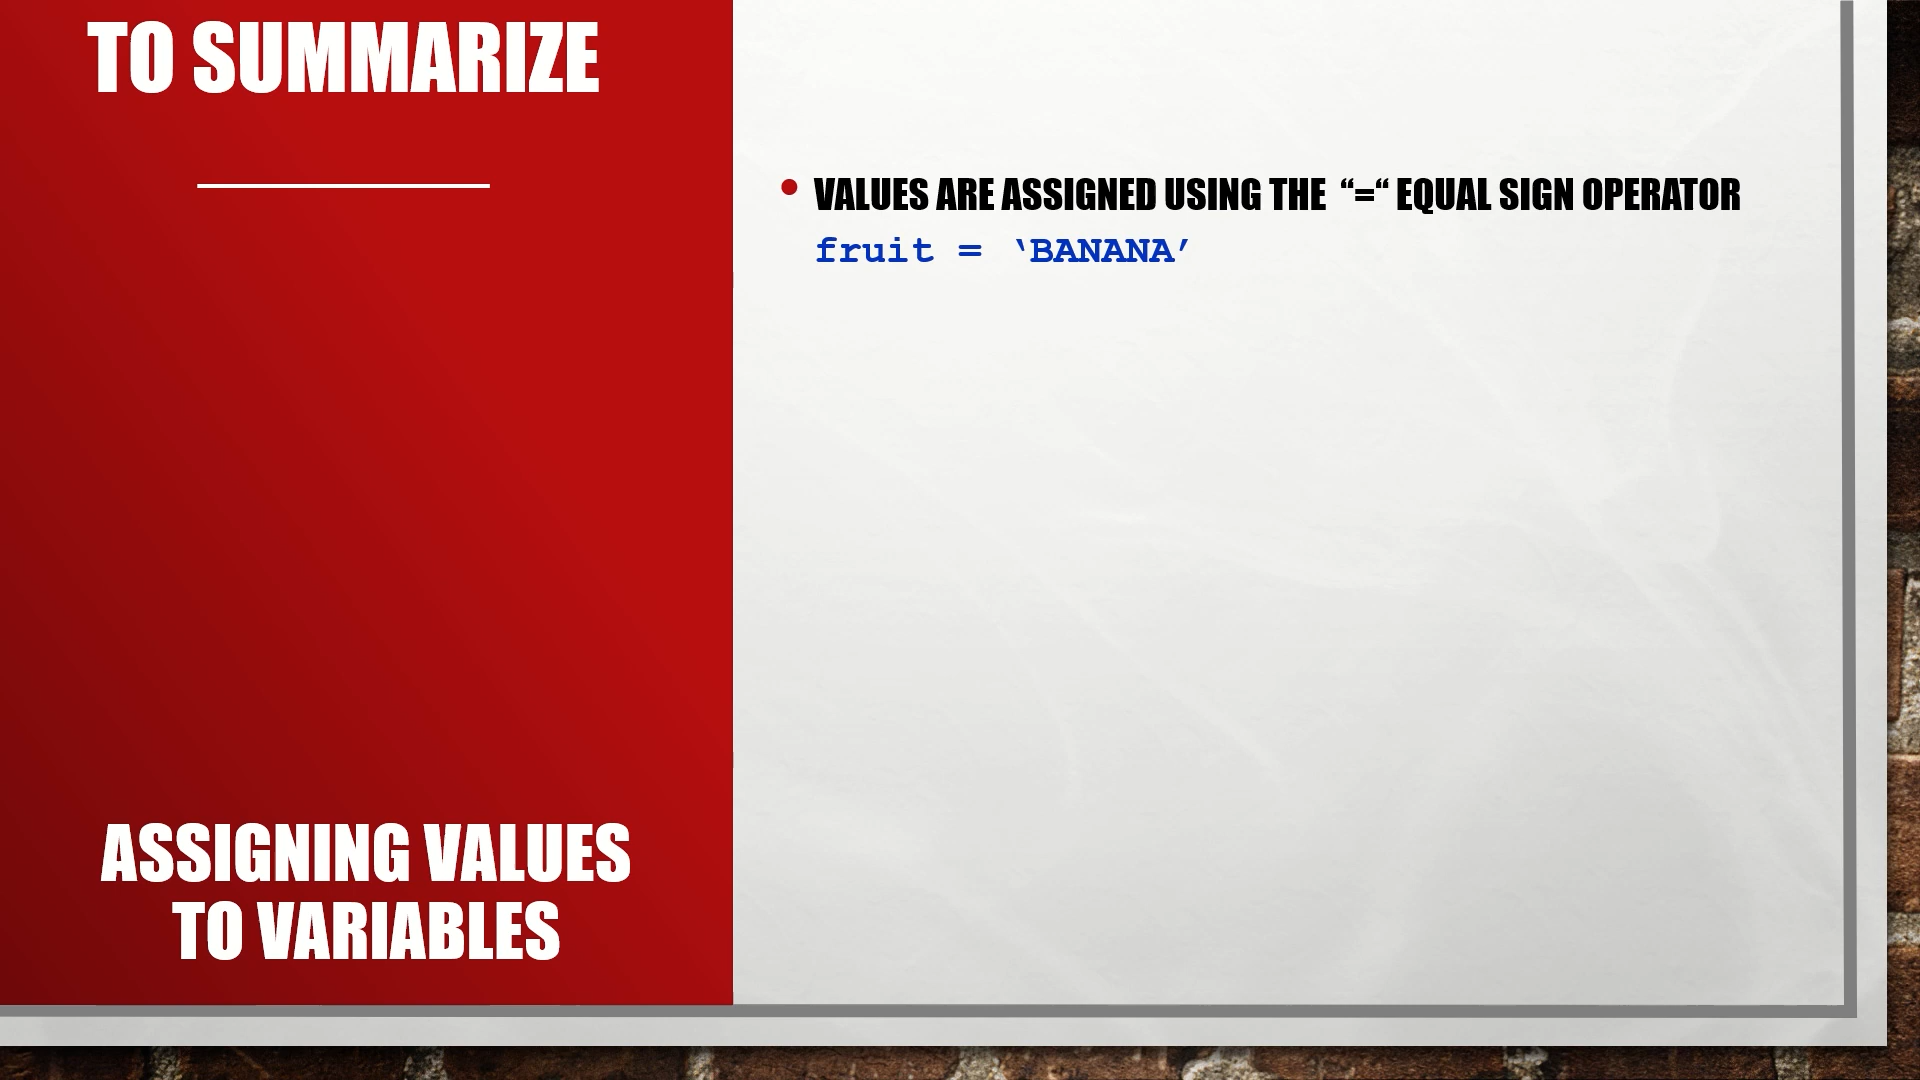 TO SUMMARIZE
ASSIGNING VALUES
TO VARIABLES
• VALUES ARE ASSIGNED USING THE “=“ EQUAL SIGN OPERATOR
fruit = ‘BANANA’